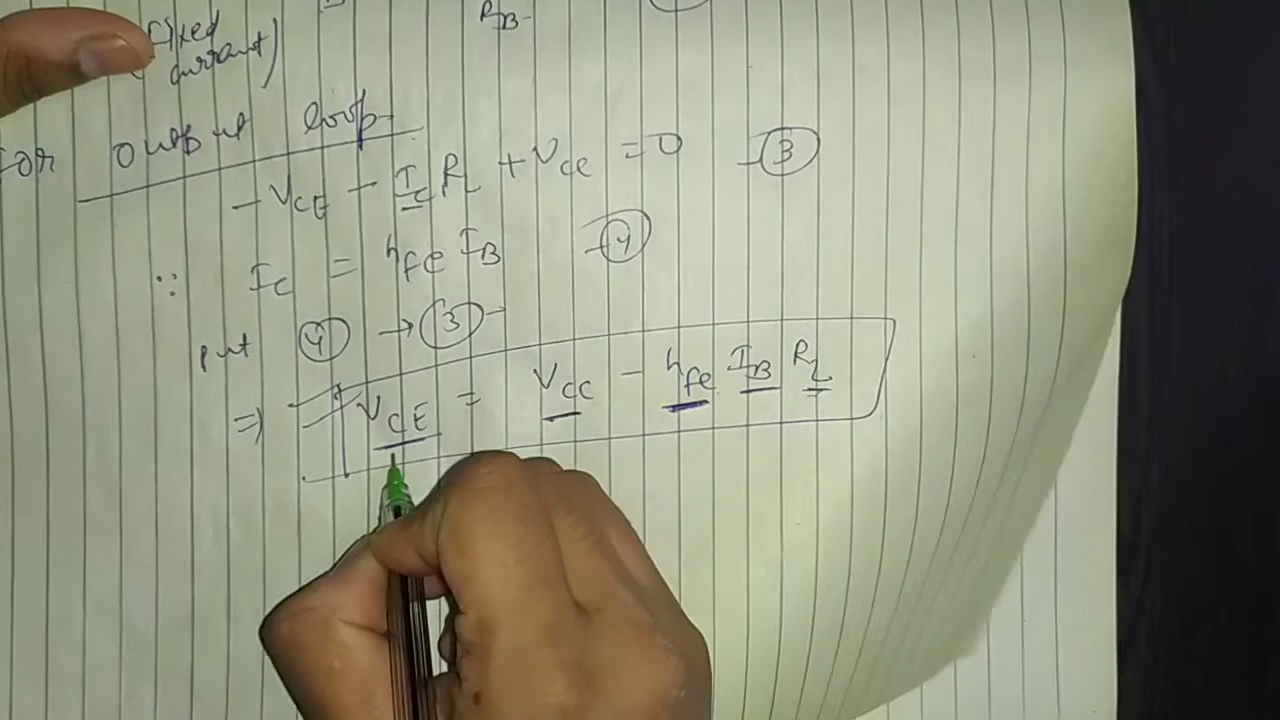 R_B
(fixed
current)
For output loop
-V_CE - I_C R_L + V_CC = 0 - ③
∵ I_C = h_fe I_B - ④
put ④ → ③ -
⇒ V_CE = V_CC - h_fe I_B R_L